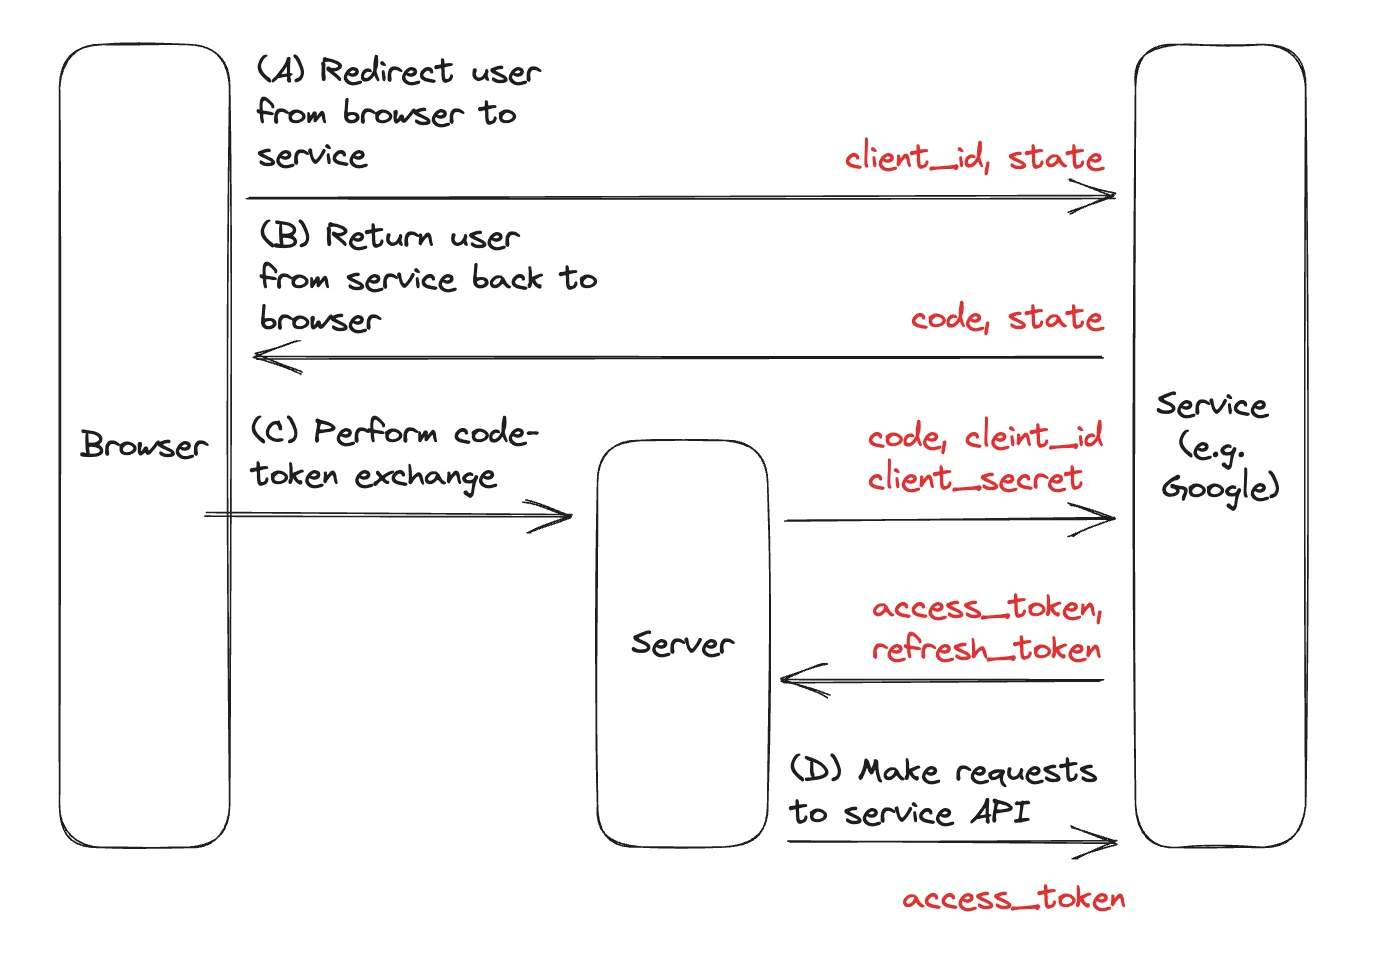 (A) Redirect user
from browser to
service
client_id, state
(B) Return user
from service back to
browser
code, state
Browser
(C) Perform code-
token exchange
code, cleint_id
client_secret
Service
(e.g.
Google)
Server
access_token,
refresh_token
(D) Make requests
to service API
access_token